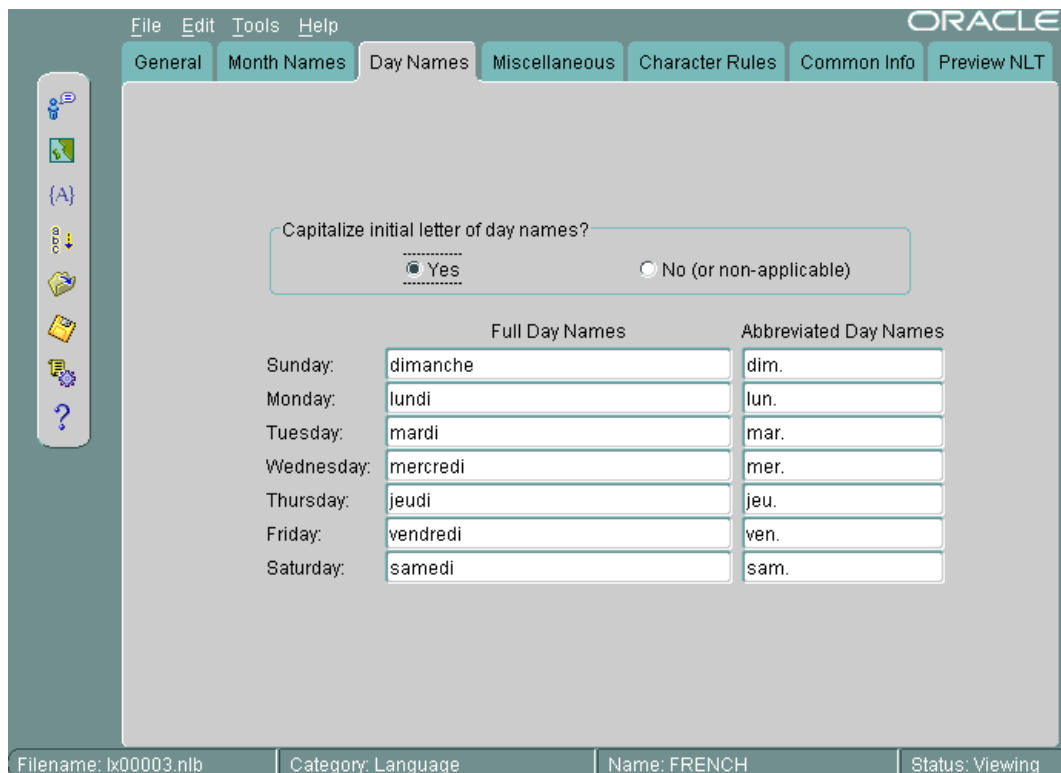 File Edit Tools Help
ORACLE
General Month Names Day Names Miscellaneous Character Rules Common Info Preview NLT
{A}
a
b
c
Capitalize initial letter of day names?
Yes No (or non-applicable)
Full Day Names Abbreviated Day Names
Sunday: dimanche dim.
Monday: lundi lun.
Tuesday: mardi mar.
Wednesday: mercredi mer.
Thursday: jeudi jeu.
Friday: vendredi ven.
Saturday: samedi sam.
?
Filename: lx00003.nlb Category: Language Name: FRENCH Status: Viewing